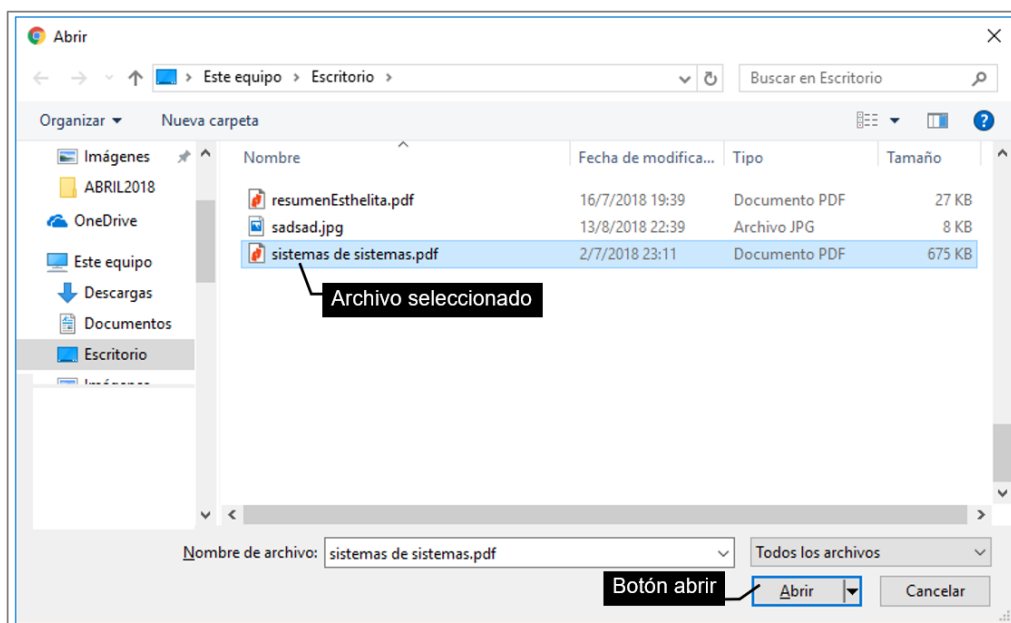 Abrir
Este equipo > Escritorio >
Buscar en Escritorio
Organizar
Nueva carpeta
Imágenes
ABRIL2018
OneDrive
Este equipo
Descargas
Documentos
Escritorio
Nombre Fecha de modifica... Tipo Tamaño
resumenEsthelita.pdf 16/7/2018 19:39 Documento PDF 27 KB
sadsad.jpg 13/8/2018 22:39 Archivo JPG 8 KB
sistemas de sistemas.pdf 2/7/2018 23:11 Documento PDF 675 KB
Archivo seleccionado
Nombre de archivo: sistemas de sistemas.pdf
Todos los archivos
Botón abrir
Abrir
Cancelar